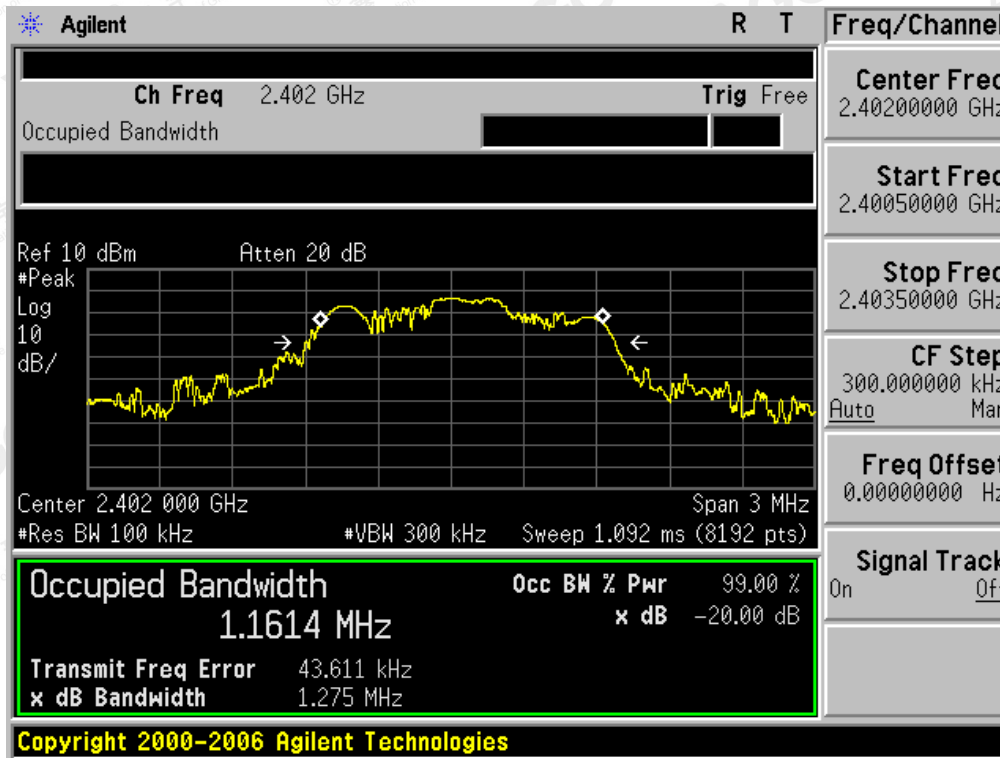 Agilent R T Freq/Channel
Ch Freq 2.402 GHz Trig Free
Occupied Bandwidth
Center Freq
2.40200000 GHz
Start Freq
2.40050000 GHz
Stop Freq
2.40350000 GHz
CF Step
300.000000 kHz
Auto Man
Freq Offset
0.00000000 Hz
Signal Track
On Off
Ref 10 dBm Atten 20 dB
#Peak
Log
10
dB/
Center 2.402 000 GHz Span 3 MHz
#Res BW 100 kHz #VBW 300 kHz Sweep 1.092 ms (8192 pts)
Occupied Bandwidth Occ BW % Pwr 99.00 %
1.1614 MHz x dB -20.00 dB
Transmit Freq Error 43.611 kHz
x dB Bandwidth 1.275 MHz
Copyright 2000-2006 Agilent Technologies